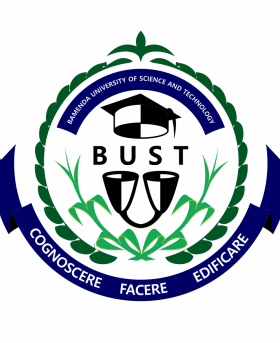 BAMENDA UNIVERSITY OF SCIENCE AND TECHNOLOGY
BUST
COGNOSCERE FACERE EDIFICARE